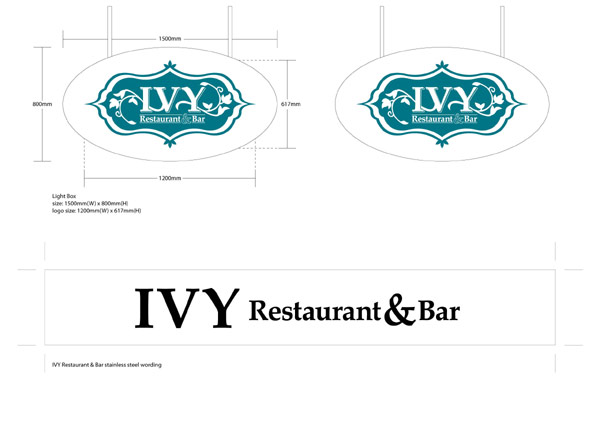 1500mm
800mm
IVY
Restaurant & Bar
617mm
1200mm
IVY
Restaurant & Bar
Light Box
size: 1500mm(W) x 800mm(H)
logo size: 1200mm(W) x 617mm(H)
IVY Restaurant & Bar
IVY Restaurant & Bar stainless steel wording